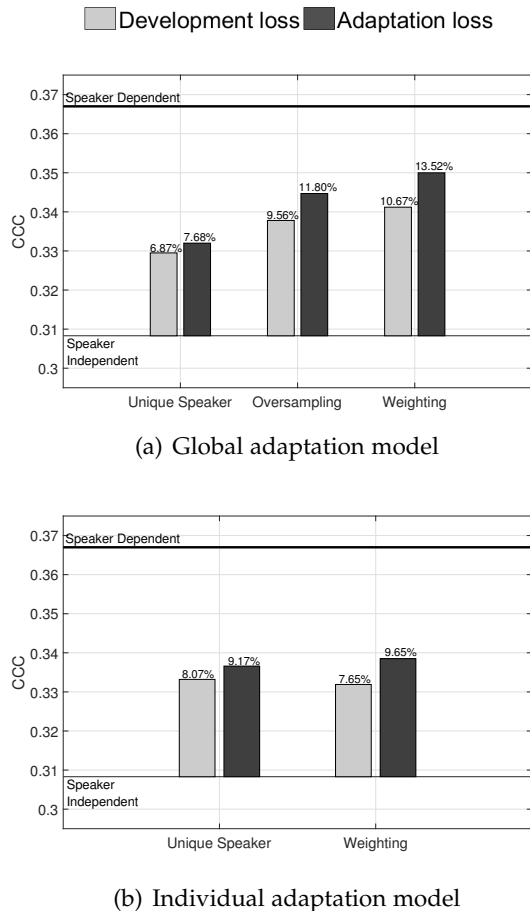 Development loss Adaptation loss
0.37
Speaker Dependent
0.36
0.35
13.52%
11.80%
0.34
10.67%
9.56%
CCC
0.33
6.87%
7.68%
0.31
Speaker
Independent
0.3
Unique Speaker Oversampling Weighting
(a) Global adaptation model
0.37
Speaker Dependent
0.36
0.35
0.34
9.17%
9.65%
8.07%
7.65%
CCC
0.33
0.32
0.31
Speaker
Independent
0.3
Unique Speaker Weighting
(b) Individual adaptation model